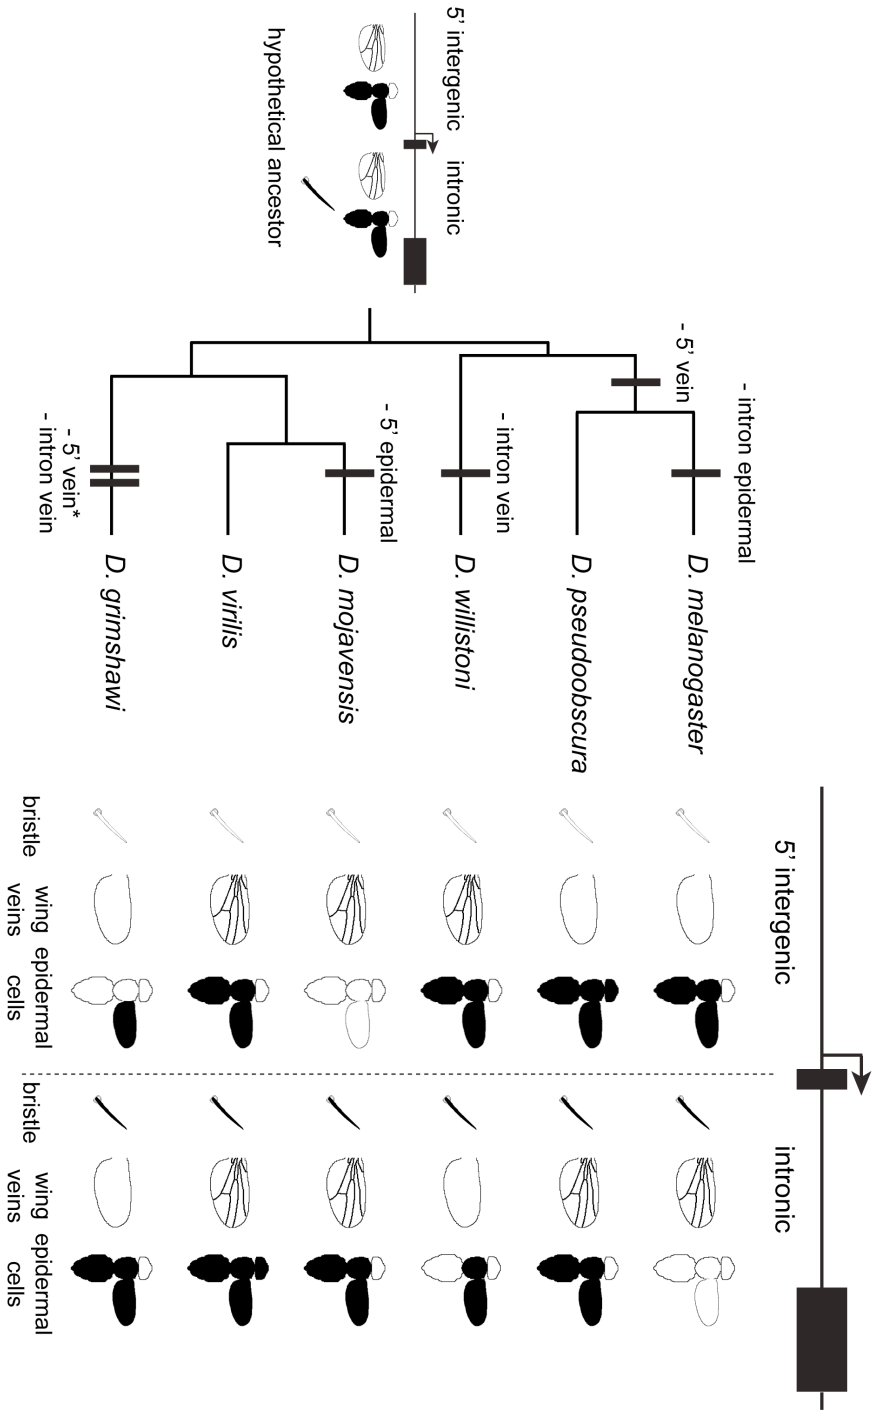 5' intergenic
intronic
hypothetical ancestor
- 5' vein
- intron epidermal
- intron vein
- 5' epidermal
- 5' vein*
- intron vein
D. melanogaster
D. pseudoobscura
D. willistoni
D. mojavensis
D. virilis
D. grimshawi
5' intergenic
intronic
bristle
wing
veins
epidermal
cells
bristle
wing
veins
epidermal
cells